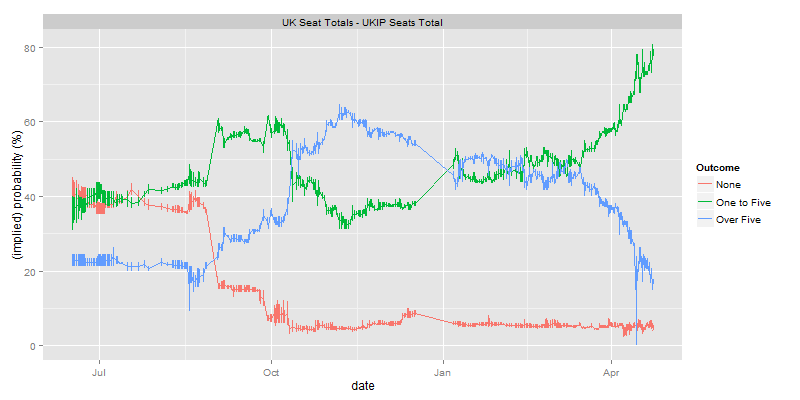 UK Seat Totals - UKIP Seats Total
(implied) probability (%)
80
60
40
20
0
Jul
Oct
Jan
Apr
date
Outcome
None
One to Five
Over Five